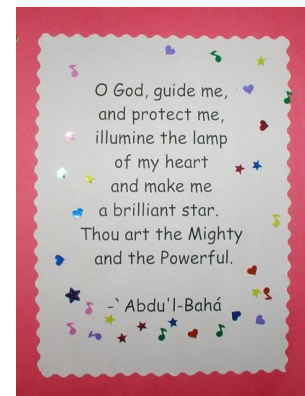 O God, guide me,
and protect me,
illumine the lamp
of my heart
and make me
a brilliant star.
Thou art the Mighty
and the Powerful.
-`Abdu'l-Bahá